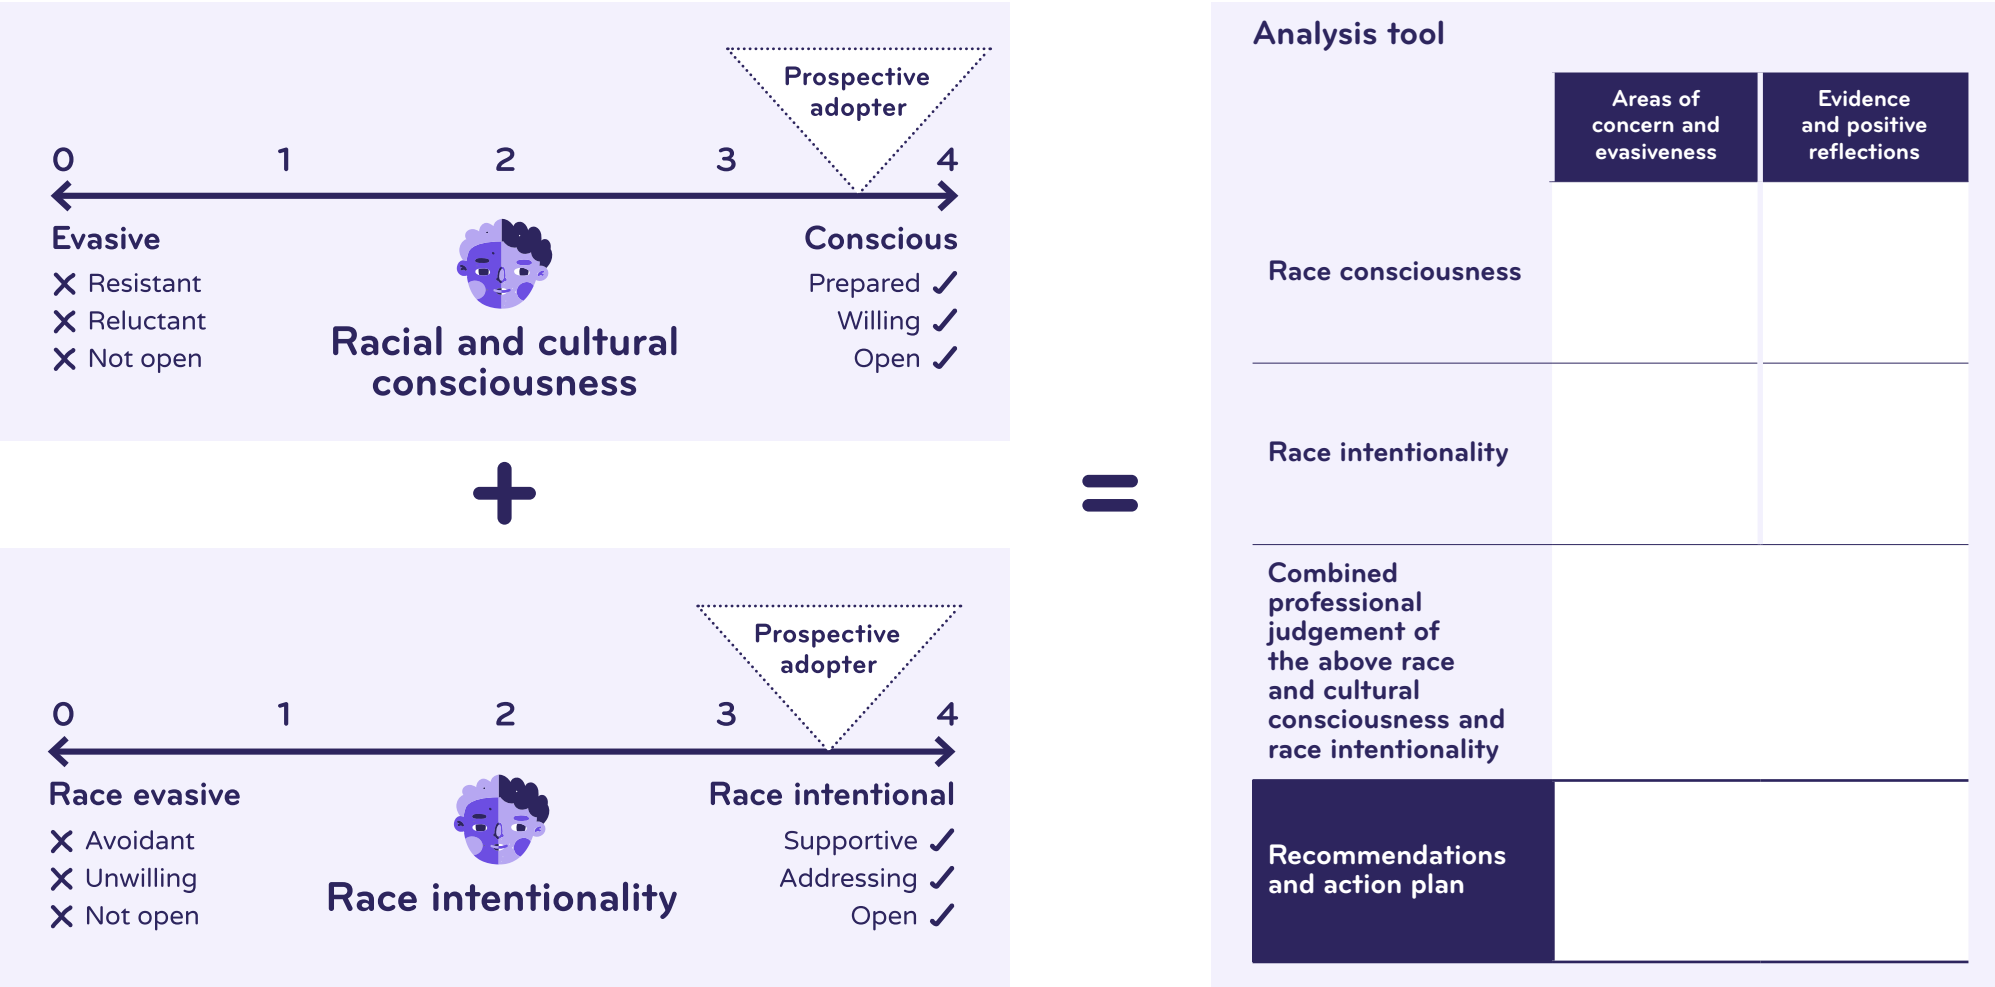 Prospective
adopter
0 1 2 3 4
Evasive
Resistant
Reluctant
Not open
Racial and cultural
consciousness
Conscious
Prepared
Willing
Open
+
Prospective
adopter
0 1 2 3 4
Race evasive
Avoidant
Unwilling
Not open
Race intentionality
Race intentional
Supportive
Addressing
Open
=
Analysis tool
Areas of
concern and
evasiveness
Evidence
and positive
reflections
Race consciousness
Race intentionality
Combined
professional
judgement of
the above race
and cultural
consciousness and
race intentionality
Recommendations
and action plan